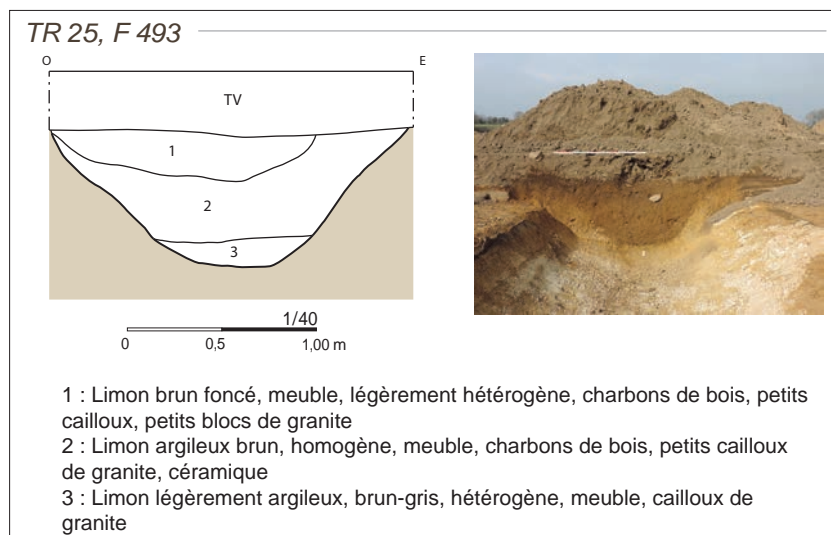 TR 25, F 493
O
E
TV
1
2
3
1/40
0
0,5
1,00 m
1 : Limon brun foncé, meuble, légèrement hétérogène, charbons de bois, petits
cailloux, petits blocs de granite
2 : Limon argileux brun, homogène, meuble, charbons de bois, petits cailloux
de granite, céramique
3 : Limon légèrement argileux, brun-gris, hétérogène, meuble, cailloux de
granite